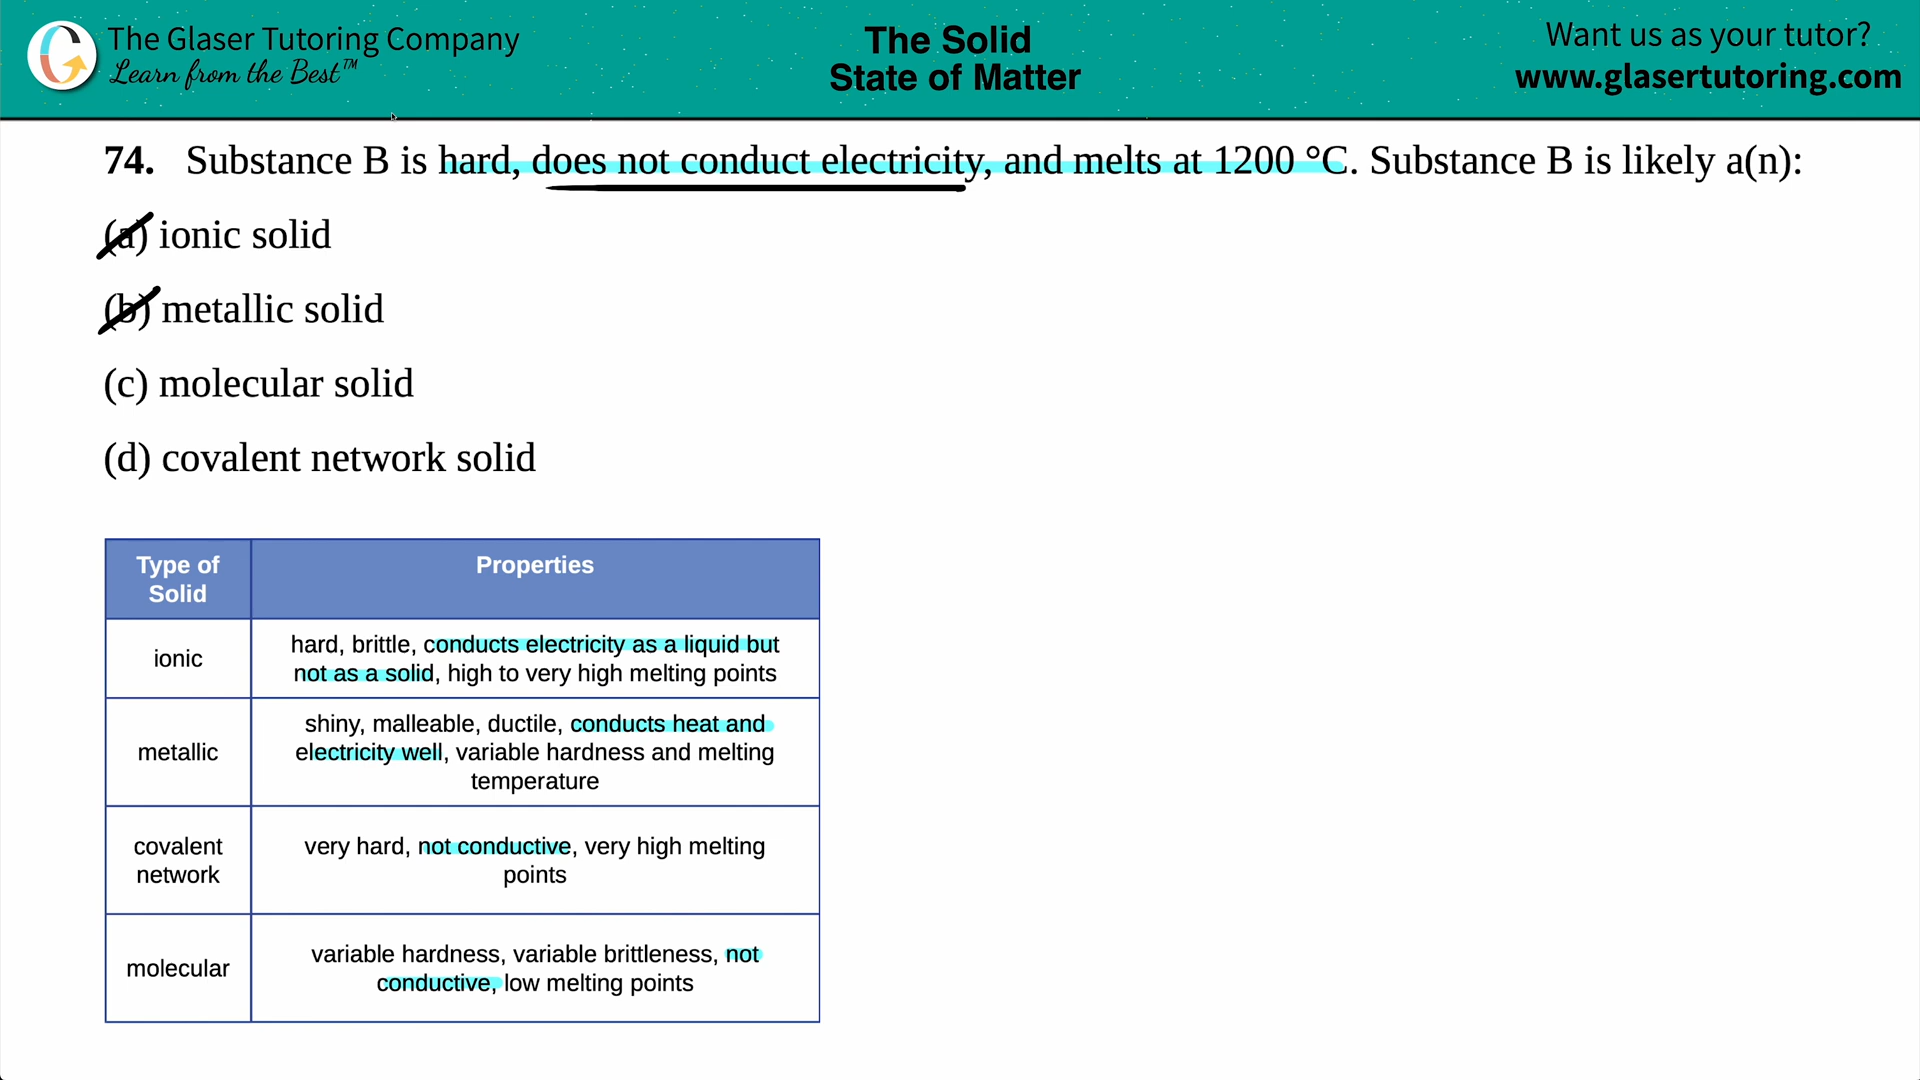 The Glaser Tutoring Company
Learn from the Best™
The Solid
State of Matter
Want us as your tutor?
www.glasertutoring.com
74. Substance B is hard, does not conduct electricity, and melts at 1200 °C. Substance B is likely a(n):
(a) ionic solid
(b) metallic solid
(c) molecular solid
(d) covalent network solid
Type of
Solid
Properties
ionic
hard, brittle, conducts electricity as a liquid but
not as a solid, high to very high melting points
metallic
shiny, malleable, ductile, conducts heat and
electricity well, variable hardness and melting
temperature
covalent
network
very hard, not conductive, very high melting
points
molecular
variable hardness, variable brittleness, not
conductive, low melting points